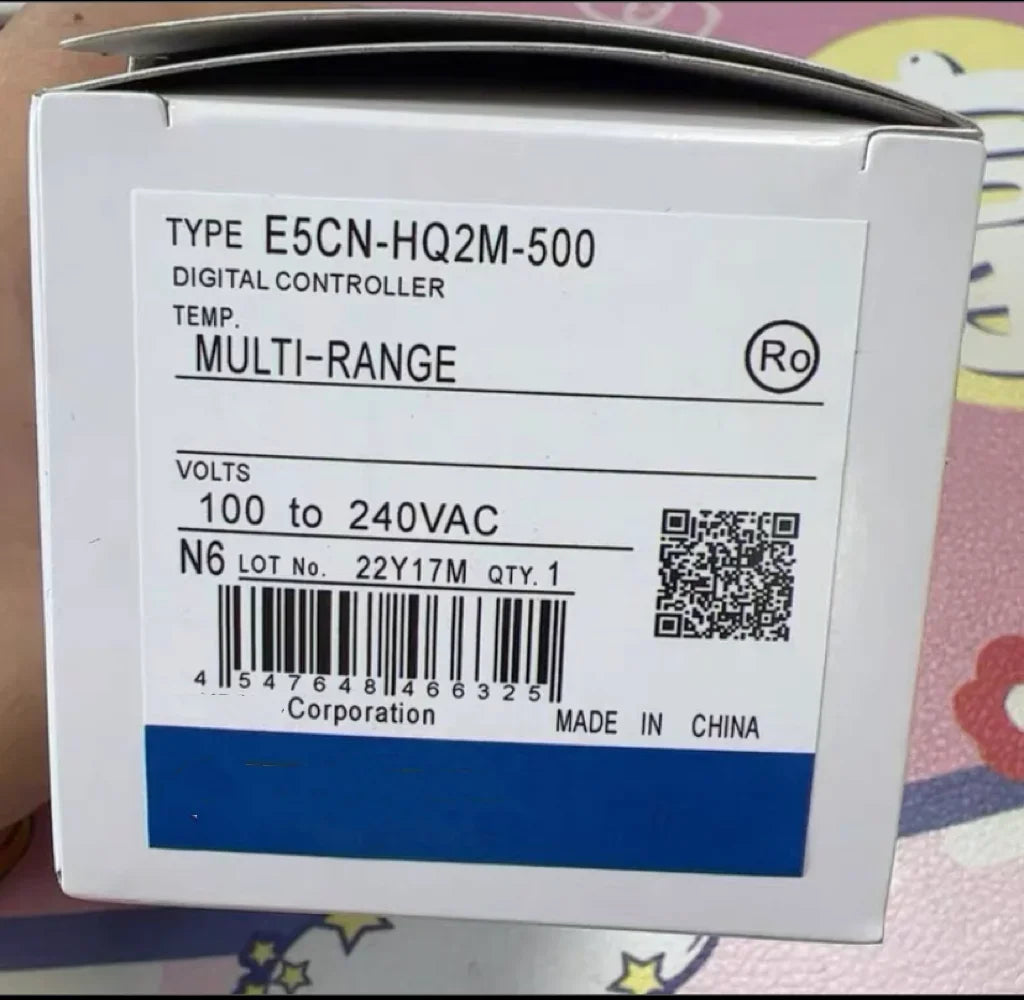 TYPE E5CN-HQ2M-500
DIGITAL CONTROLLER
TEMP.
MULTI-RANGE
Ro
VOLTS
100 to 240VAC
N6 LOT No. 22Y17M QTY. 1
4 547648 466325
Corporation MADE IN CHINA